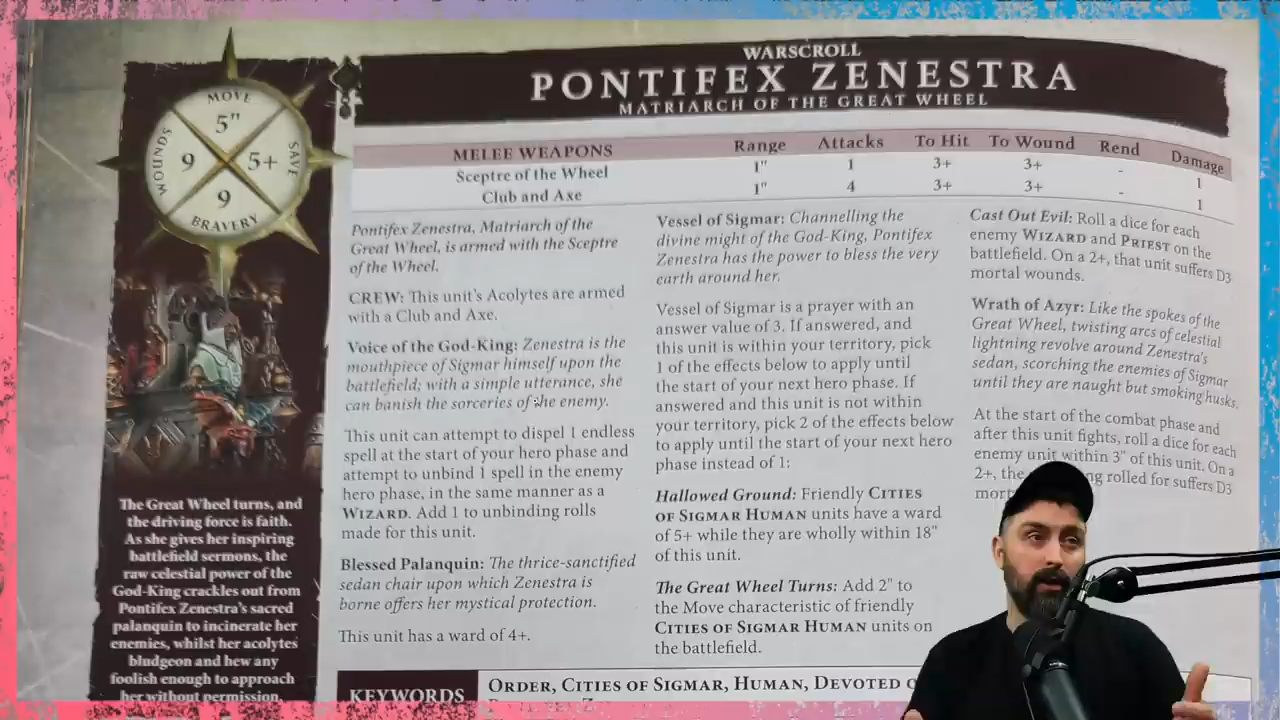 WARSCROLL
PONTIFEX ZENESTRA
MATRIARCH OF THE GREAT WHEEL
MOVE
5"
WOUNDS
9
5+
SAVE
9
BRAVERY
MELEE WEAPONS Range Attacks To Hit To Wound Rend Damage
Sceptre of the Wheel 1" 1 3+ 3+ - 1
Club and Axe 1" 4 3+ 3+ - 1
Pontifex Zenestra, Matriarch of the
Great Wheel, is armed with the Sceptre
of the Wheel.
CREW: This unit's Acolytes are armed
with a Club and Axe.
Voice of the God-King: Zenestra is the
mouthpiece of Sigmar himself upon the
battlefield; with a simple utterance, she
can banish the sorceries of the enemy.
This unit can attempt to dispel 1 endless
spell at the start of your hero phase and
attempt to unbind 1 spell in the enemy
hero phase, in the same manner as a
WIZARD. Add 1 to unbinding rolls
made for this unit.
Blessed Palanquin: The thrice-sanctified
sedan chair upon which Zenestra is
borne offers her mystical protection.
This unit has a ward of 4+.
Vessel of Sigmar: Channelling the
divine might of the God-King, Pontifex
Zenestra has the power to bless the very
earth around her.
Vessel of Sigmar is a prayer with an
answer value of 3. If answered, and
this unit is within your territory, pick
1 of the effects below to apply until
the start of your next hero phase. If
answered and this unit is not within
your territory, pick 2 of the effects below
to apply until the start of your next hero
phase instead of 1:
Hallowed Ground: Friendly CITIES
OF SIGMAR HUMAN units have a ward
of 5+ while they are wholly within 18"
of this unit.
The Great Wheel Turns: Add 2" to
the Move characteristic of friendly
CITIES OF SIGMAR HUMAN units on
the battlefield.
Cast Out Evil: Roll a dice for each
enemy WIZARD and PRIEST on the
battlefield. On a 2+, that unit suffers D3
mortal wounds.
Wrath of Azyr: Like the spokes of the
Great Wheel, twisting arcs of celestial
lightning revolve around Zenestra's
sedan, scorching the enemies of Sigmar
until they are naught but smoking husks.
At the start of the combat phase and
after this unit fights, roll a dice for each
enemy unit within 3" of this unit. On a
2+, the ng rolled for suffers D3
mor
The Great Wheel turns, and
the driving force is faith.
As she gives her inspiring
battlefield sermons, the
raw celestial power of the
God-King crackles out from
Pontifex Zenestra's sacred
palanquin to incinerate her
enemies, whilst her acolytes
bludgeon and hew any
foolish enough to approach
her without permission.
KEYWORDS ORDER, CITIES OF SIGMAR, HUMAN, DEVOTED O